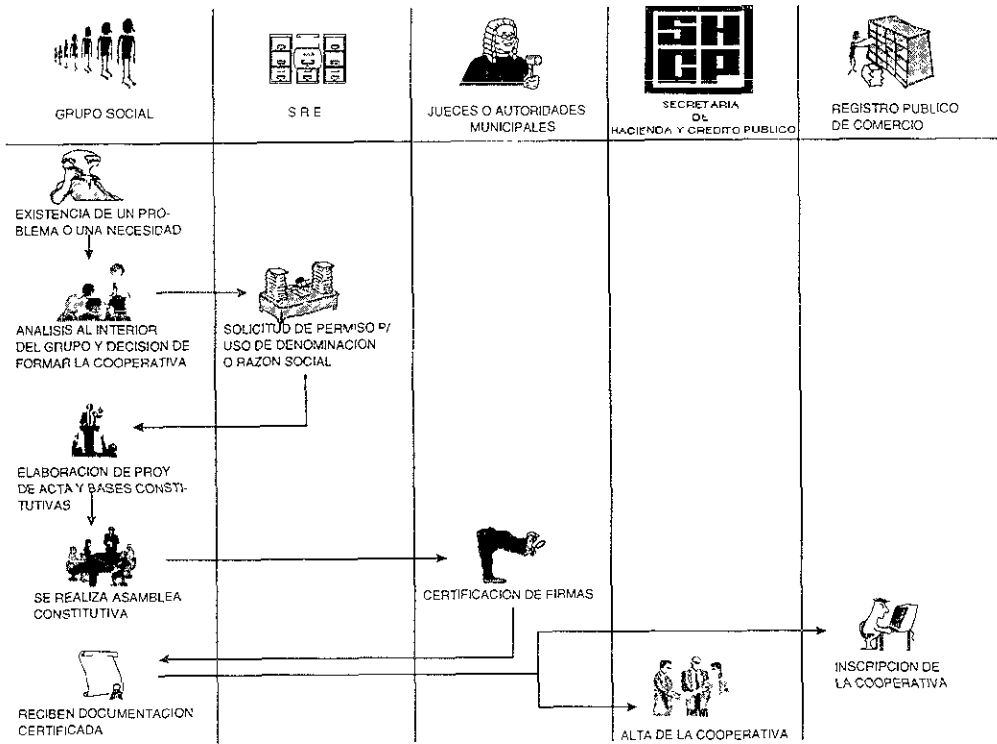 GRUPO SOCIAL
S R E
JUECES O AUTORIDADES
MUNICIPALES
SHCP
SECRETARIA
DE
HACIENDA Y CREDITO PUBLICO
REGISTRO PUBLICO
DE COMERCIO
EXISTENCIA DE UN PRO-
BLEMA O UNA NECESIDAD
ANALISIS AL INTERIOR
DEL GRUPO Y DECISION DE
FORMAR LA COOPERATIVA
SOLICITUD DE PERMISO P/
USO DE DENOMINACION
O RAZON SOCIAL
ELABORACION DE PROY
DE ACTA Y BASES CONSTI-
TUTIVAS
SE REALIZA ASAMBLEA
CONSTITUTIVA
CERTIFICACION DE FIRMAS
RECIBEN DOCUMENTACION
CERTIFICADA
ALTA DE LA COOPERATIVA
INSCRIPCION DE
LA COOPERATIVA